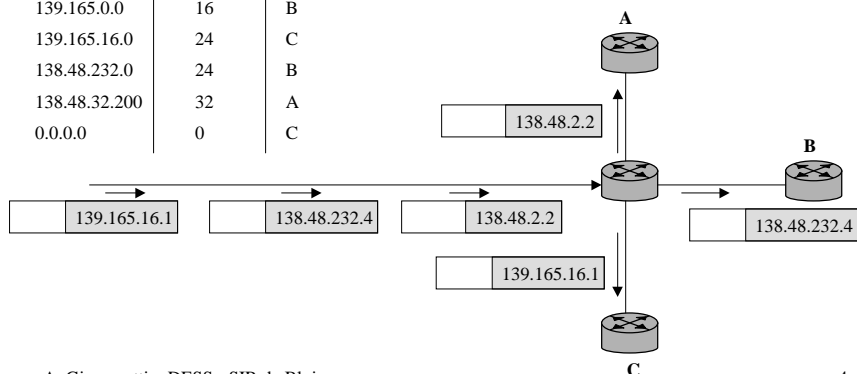 139.165.0.0 16 B
139.165.16.0 24 C
138.48.232.0 24 B
138.48.32.200 32 A
0.0.0.0 0 C
A
138.48.2.2
B
139.165.16.1
138.48.232.4
138.48.2.2
138.48.232.4
139.165.16.1
C